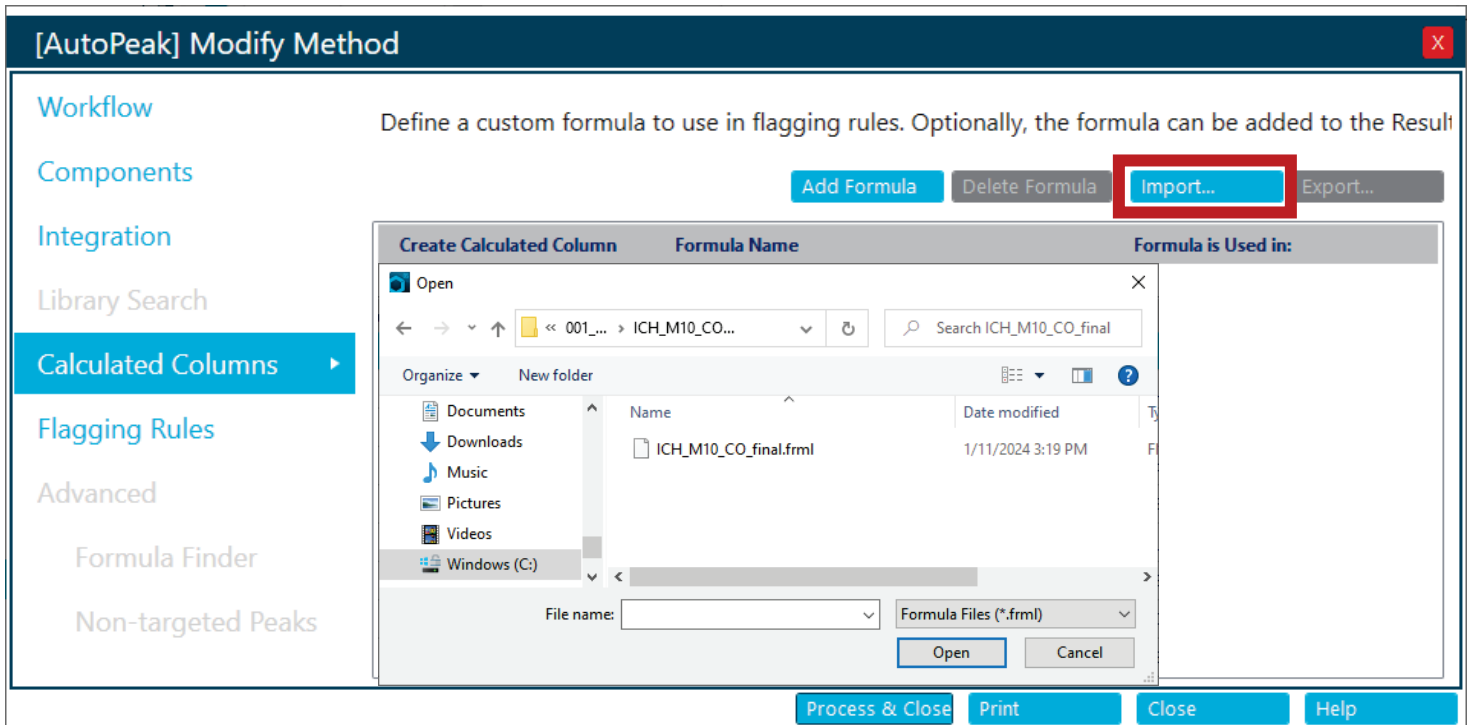 [AutoPeak] Modify Method
X
Workflow
Components
Integration
Library Search
Calculated Columns
Flagging Rules
Advanced
Formula Finder
Non-targeted Peaks
Define a custom formula to use in flagging rules. Optionally, the formula can be added to the Result
Add Formula Delete Formula Import... Export...
Create Calculated Column Formula Name Formula is Used in:
Open
« 001_... › ICH_M10_CO... Search ICH_M10_CO_final
Organize New folder ?
Documents
Downloads
Music
Pictures
Videos
Windows (C:)
Name Date modified
ICH_M10_CO_final.frml 1/11/2024 3:19 PM
File name: Formula Files (*.frml)
Open Cancel
Process & Close Print Close Help